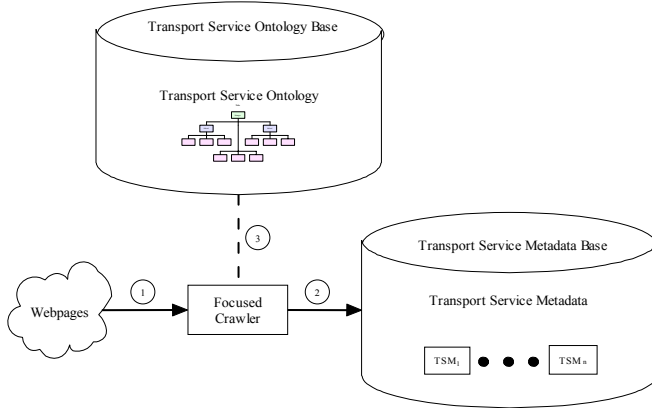 Transport Service Ontology Base
Transport Service Ontology
3
Transport Service Metadata Base
1
2
Webpages
Focused
Crawler
Transport Service Metadata
TSM1
TSMn